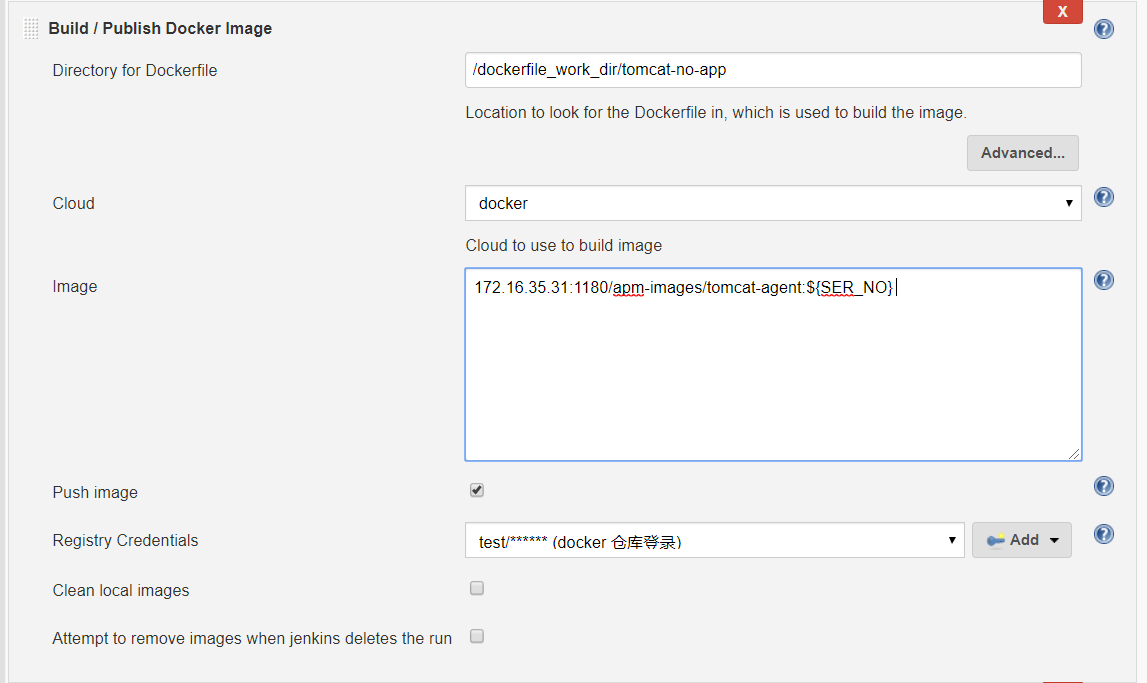 X
Build / Publish Docker Image
Directory for Dockerfile
/dockerfile_work_dir/tomcat-no-app
Location to look for the Dockerfile in, which is used to build the image.
Advanced...
Cloud
docker
Cloud to use to build image
Image
172.16.35.31:1180/apm-images/tomcat-agent:${SER_NO}
Push image
Registry Credentials
test/****** (docker 仓库登录)
Add
Clean local images
Attempt to remove images when jenkins deletes the run